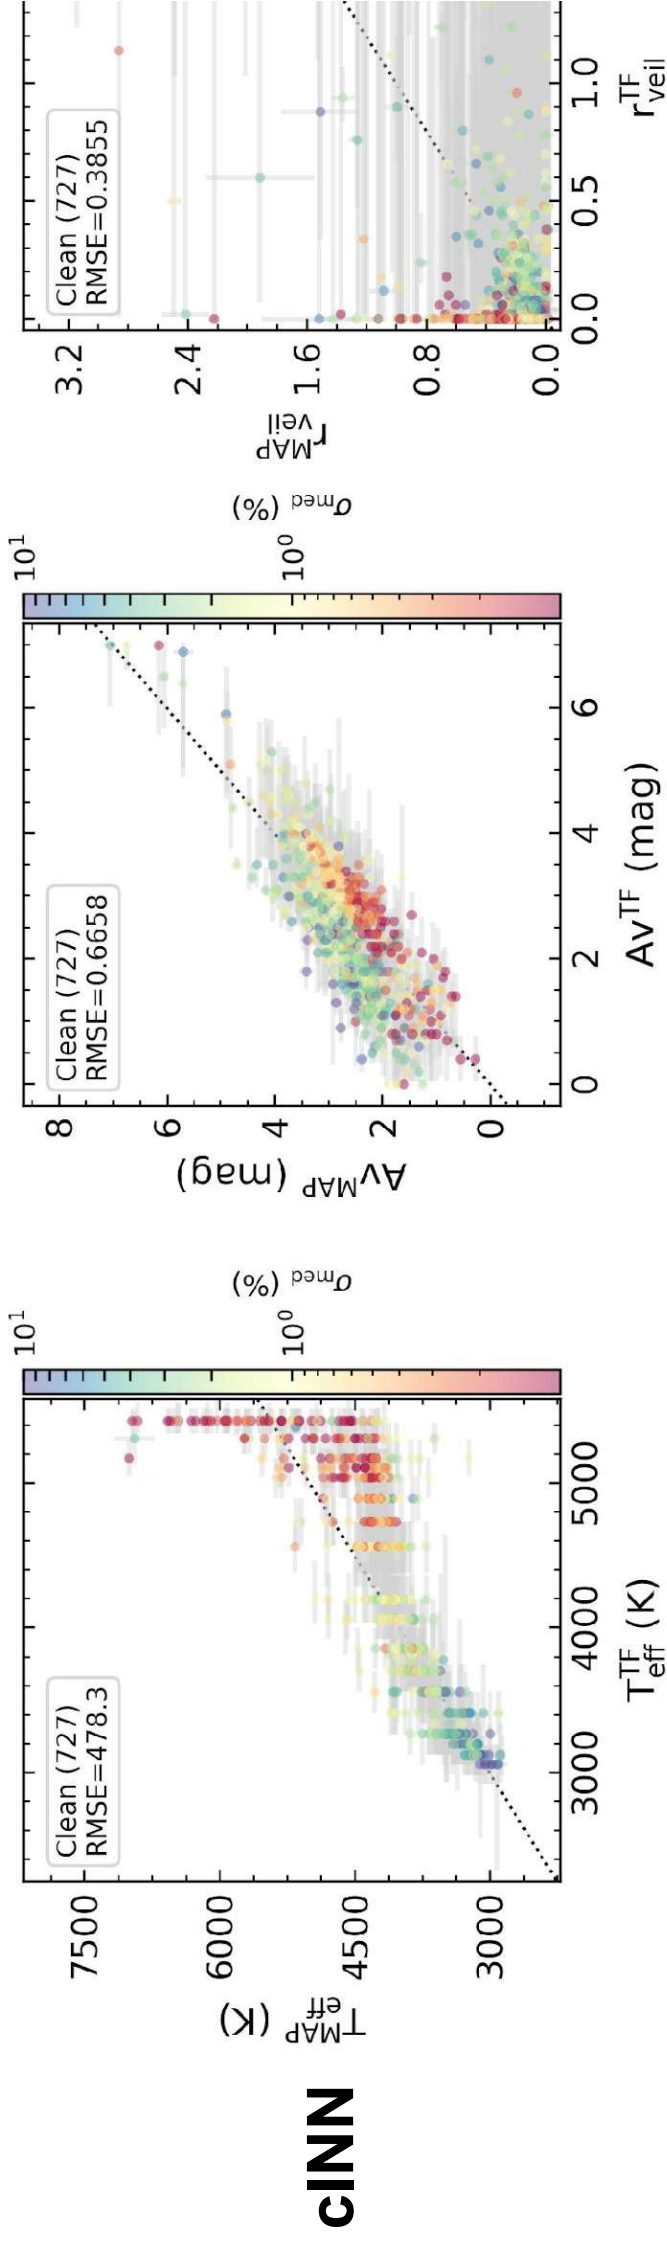 cINN
Clean (727)
RMSE=478.3
T_eff^MAP (K)
7500
6000
4500
3000
3000
4000
5000
T_eff^TF (K)
10^1
10^0
σ_med (%)
Clean (727)
RMSE=0.6658
Av^MAP (mag)
8
6
4
2
0
0
2
4
6
Av^TF (mag)
10^1
10^0
σ_med (%)
Clean (727)
RMSE=0.3855
r_veil^MAP
3.2
2.4
1.6
0.8
0.0
0.0
0.5
1.0
r_veil^TF